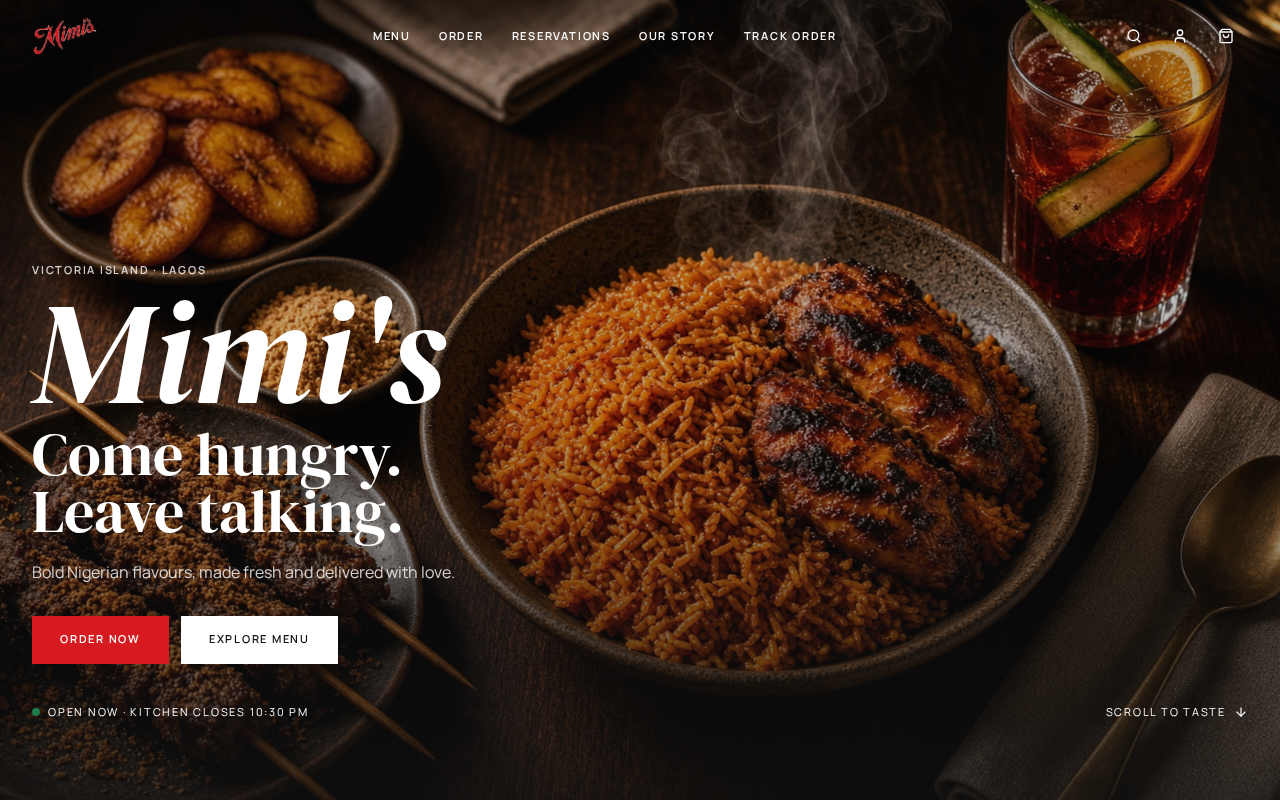 Mimi's
MENU ORDER RESERVATIONS OUR STORY TRACK ORDER
VICTORIA ISLAND · LAGOS
Mimi's
Come hungry.
Leave talking.
Bold Nigerian flavours, made fresh and delivered with love.
ORDER NOW EXPLORE MENU
OPEN NOW · KITCHEN CLOSES 10:30 PM
SCROLL TO TASTE